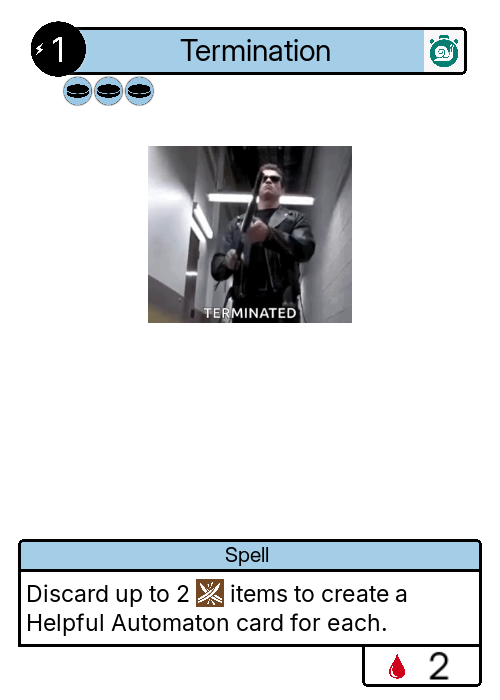 1
Termination
TERMINATED
Spell
Discard up to 2 items to create a
Helpful Automaton card for each.
2